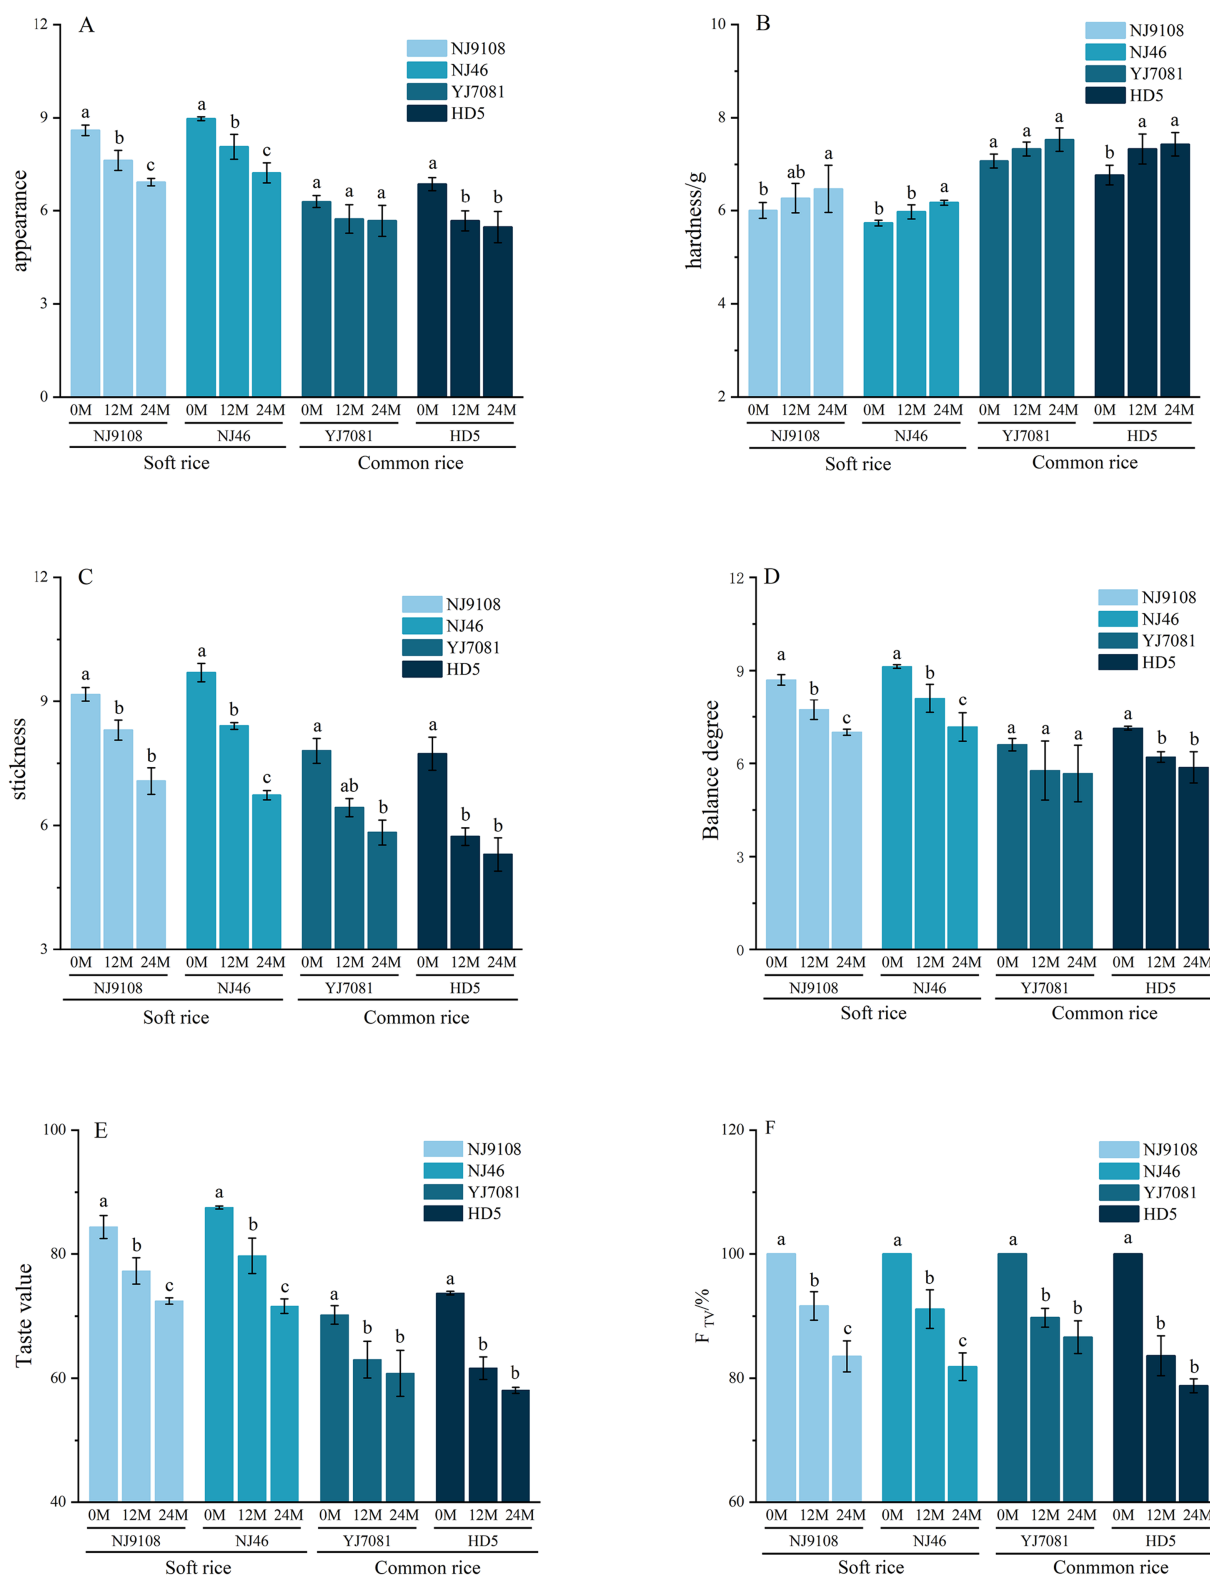 A
12
9
6
3
0
appearance
NJ9108
NJ46
YJ7081
HD5
a b c a b c a a a a b b
0M 12M 24M 0M 12M 24M 0M 12M 24M 0M 12M 24M
NJ9108 NJ46 YJ7081 HD5
Soft rice Common rice
B
10
8
6
4
2
hardness/g
NJ9108
NJ46
YJ7081
HD5
b ab a b b a a a a b a a
0M 12M 24M 0M 12M 24M 0M 12M 24M 0M 12M 24M
NJ9108 NJ46 YJ7081 HD5
Soft rice Common rice
C
12
9
6
3
stickness
NJ9108
NJ46
YJ7081
HD5
a b b a b c a ab b a b b
0M 12M 24M 0M 12M 24M 0M 12M 24M 0M 12M 24M
NJ9108 NJ46 YJ7081 HD5
Soft rice Common rice
D
12
9
6
3
0
Balance degree
NJ9108
NJ46
YJ7081
HD5
a b c a b c a a a a b b
0M 12M 24M 0M 12M 24M 0M 12M 24M 0M 12M 24M
NJ9108 NJ46 YJ7081 HD5
Soft rice Common rice
E
100
80
60
40
Taste value
NJ9108
NJ46
YJ7081
HD5
a b c a b c a b b a b b
0M 12M 24M 0M 12M 24M 0M 12M 24M 0M 12M 24M
NJ9108 NJ46 YJ7081 HD5
Soft rice Common rice
F
120
100
80
60
F TV/%
NJ9108
NJ46
YJ7081
HD5
a b c a b c a b b a b b
0M 12M 24M 0M 12M 24M 0M 12M 24M 0M 12M 24M
NJ9108 NJ46 YJ7081 HD5
Soft rice Conmmon rice